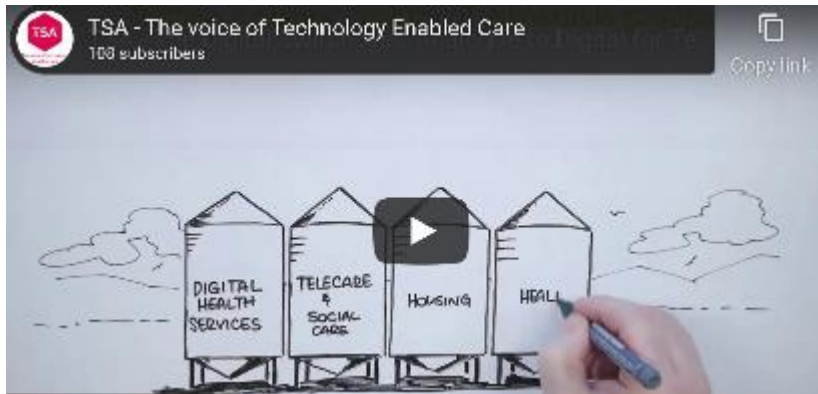 TSA
TSA - The voice of Technology Enabled Care
108 subscribers
Copy link
DIGITAL
HEALTH
SERVICES
TELECARE
&
SOCIAL
CARE
HOUSING
HEAL